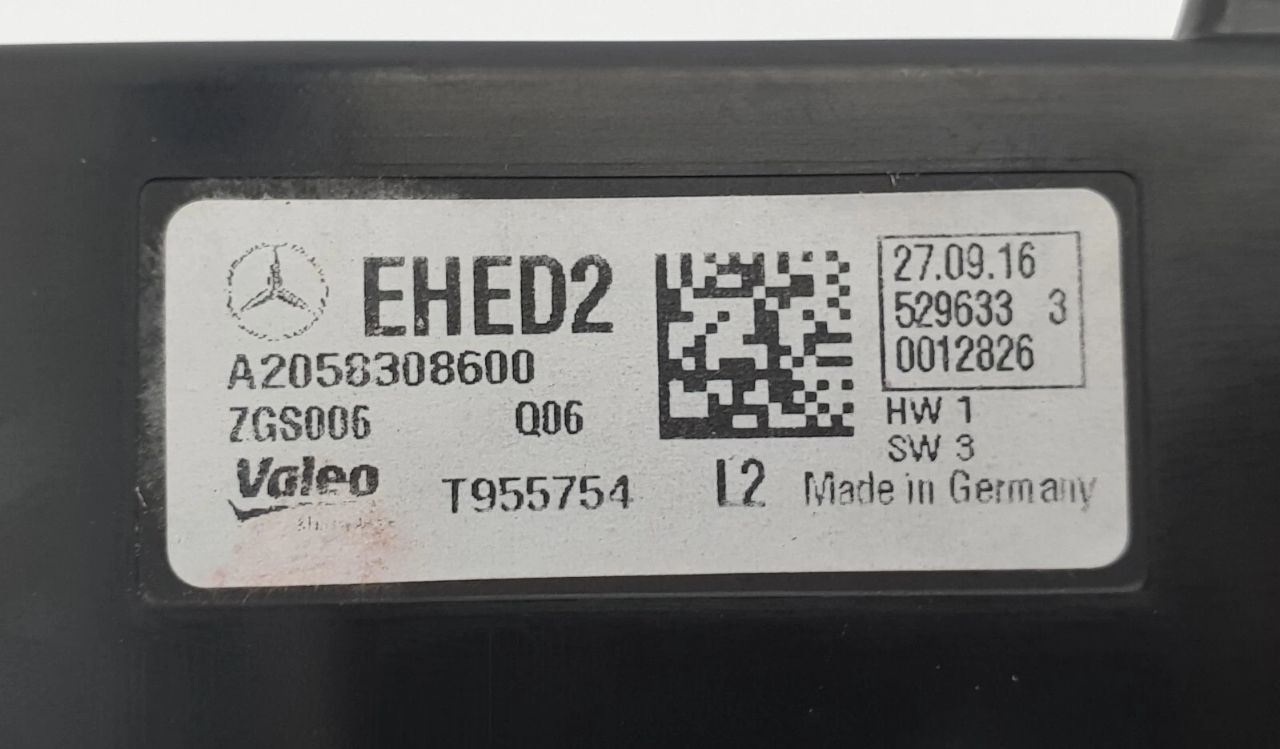 EHED2
A2058308600
ZGS006 Q06
Valeo
T955754
L2
27.09.16
529633 3
0012826
HW 1
SW 3
Made in Germany